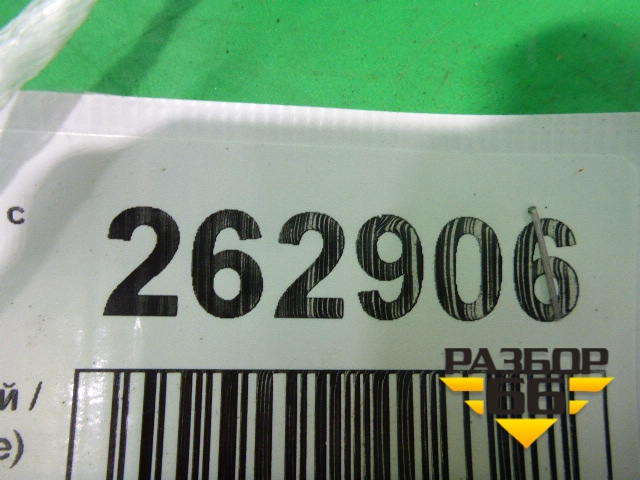 с
262906
й /
е)
РАЗБОР
66